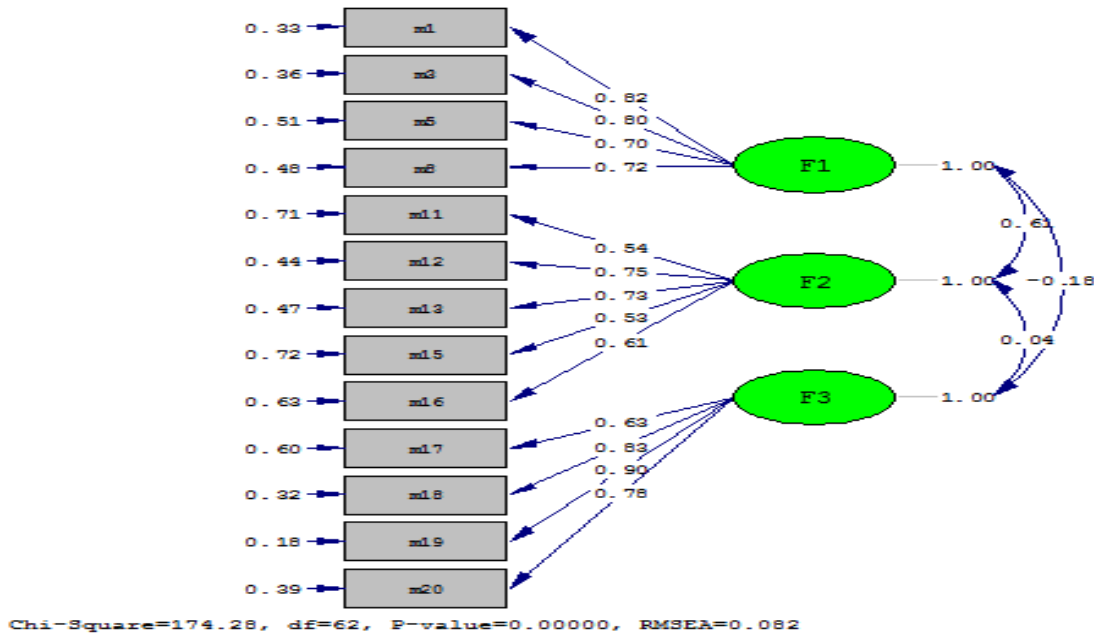 0.33 m1
0.36 m3
0.82
0.80
0.51 m5
0.70
0.48 m8 0.72 F1 1.00
0.71 m11
0.61
0.54
0.44 m12
0.75
F2 1.00 -0.18
0.47 m13 0.73
0.53
0.72 m15 0.61 0.04
0.63 m16 F3 1.00
0.63
0.60 m17 0.83
0.90
0.32 m18 0.78
0.18 m19
0.39 m20
Chi-Square=174.28, df=62, P-value=0.00000, RMSEA=0.082